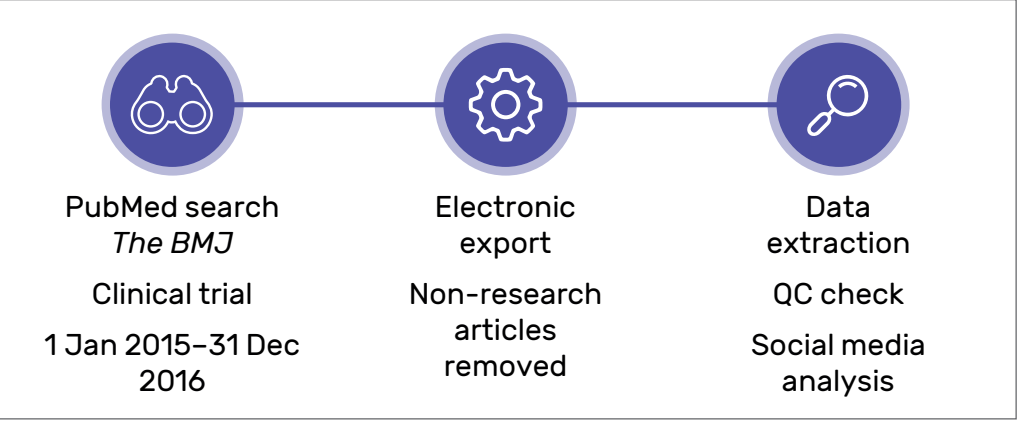 PubMed search
The BMJ
Clinical trial
1 Jan 2015–31 Dec
2016
Electronic
export
Non-research
articles
removed
Data
extraction
QC check
Social media
analysis